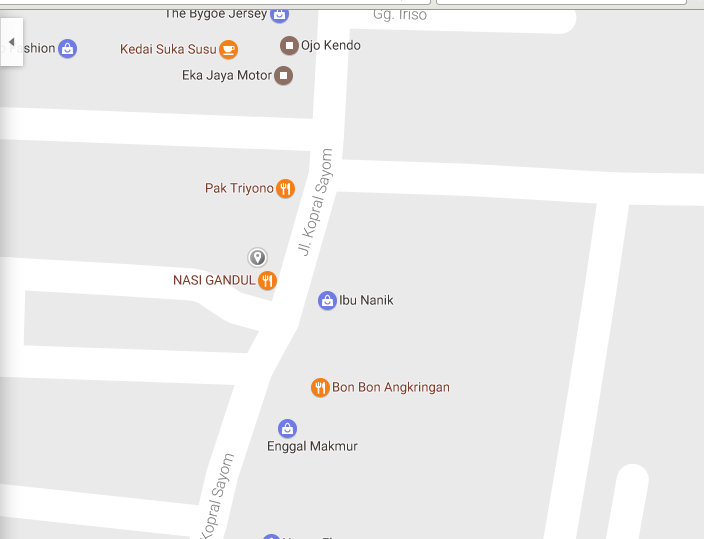 The Bygoe Jersey
Gg. Iriso
Fashion
Kedai Suka Susu
Ojo Kendo
Eka Jaya Motor
Jl. Kopral Sayom
Pak Triyono
NASI GANDUL
Ibu Nanik
Bon Bon Angkringan
Enggal Makmur
Kopral Sayom